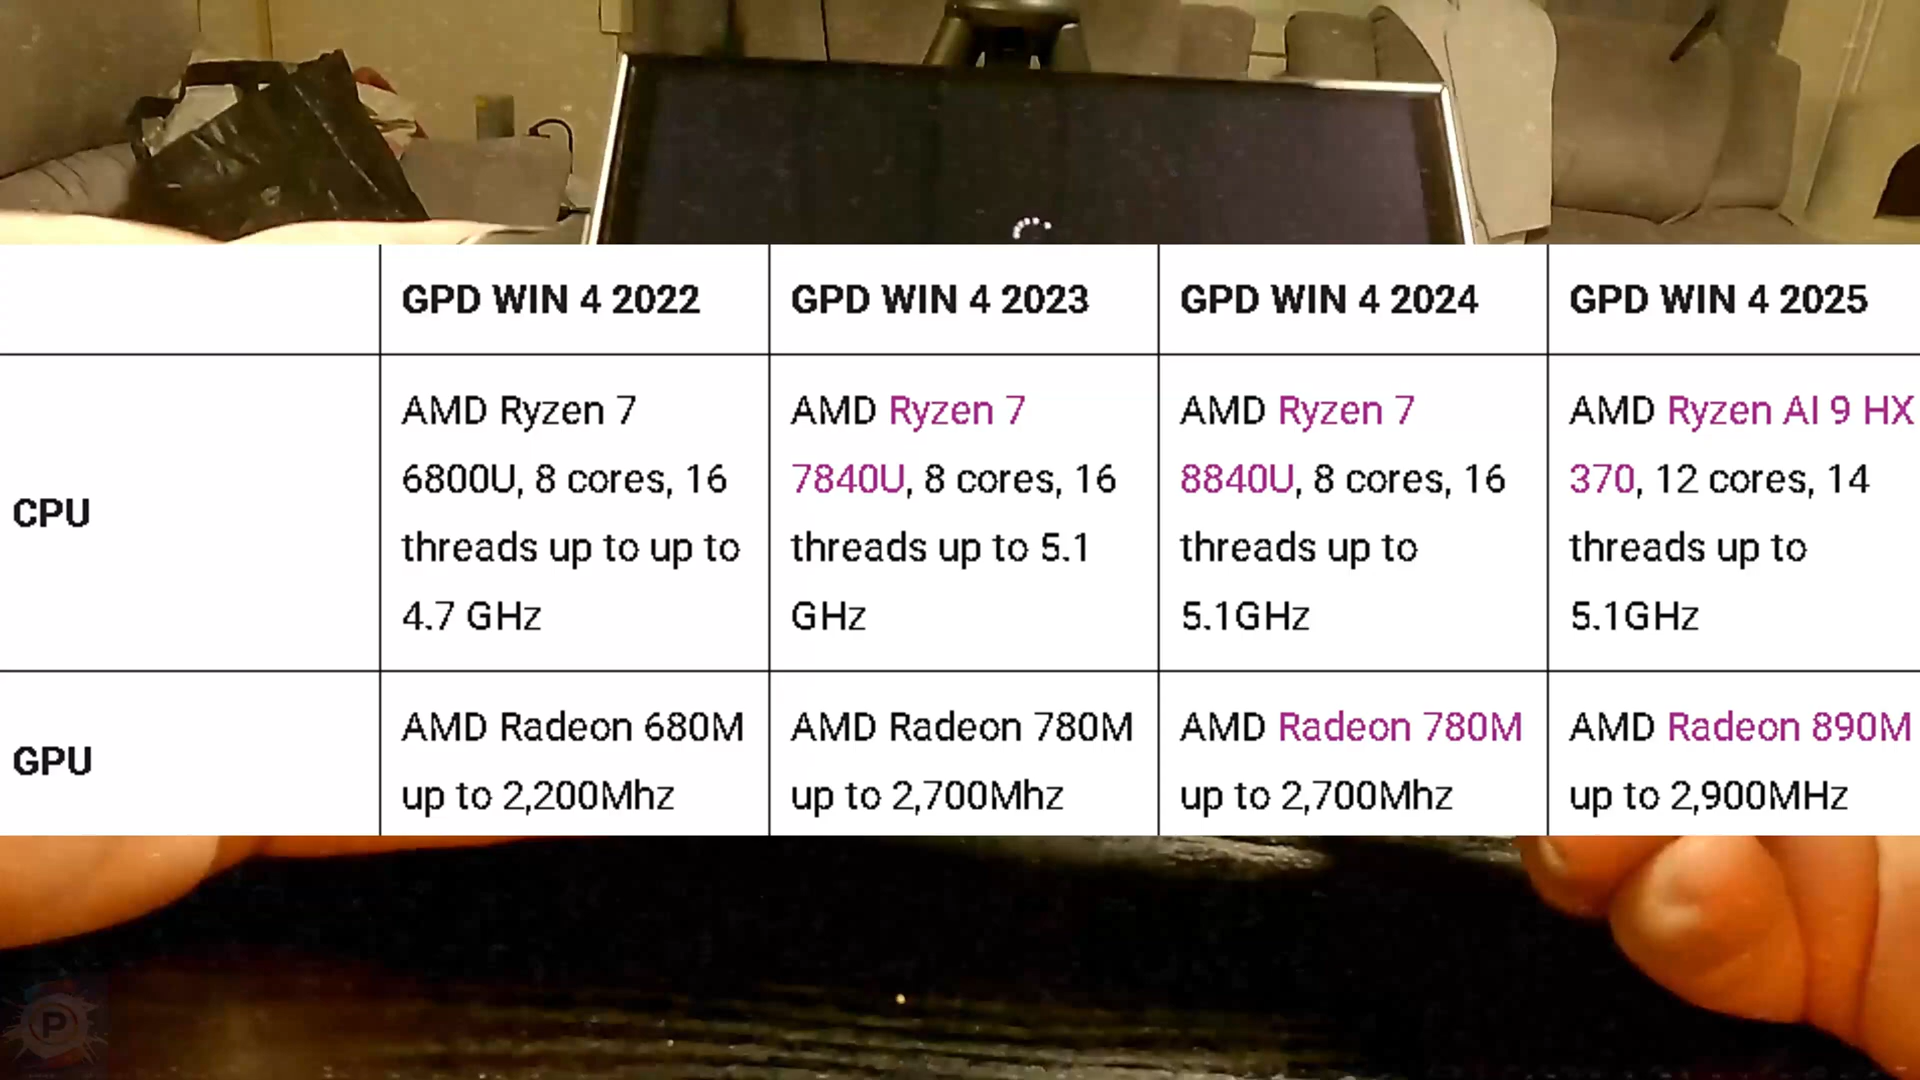 GPD WIN 4 2022
GPD WIN 4 2023
GPD WIN 4 2024
GPD WIN 4 2025
CPU
AMD Ryzen 7
6800U, 8 cores, 16
threads up to up to
4.7 GHz
AMD Ryzen 7
7840U, 8 cores, 16
threads up to 5.1
GHz
AMD Ryzen 7
8840U, 8 cores, 16
threads up to
5.1GHz
AMD Ryzen AI 9 HX
370, 12 cores, 14
threads up to
5.1GHz
GPU
AMD Radeon 680M
up to 2,200Mhz
AMD Radeon 780M
up to 2,700Mhz
AMD Radeon 780M
up to 2,700Mhz
AMD Radeon 890M
up to 2,900MHz
P